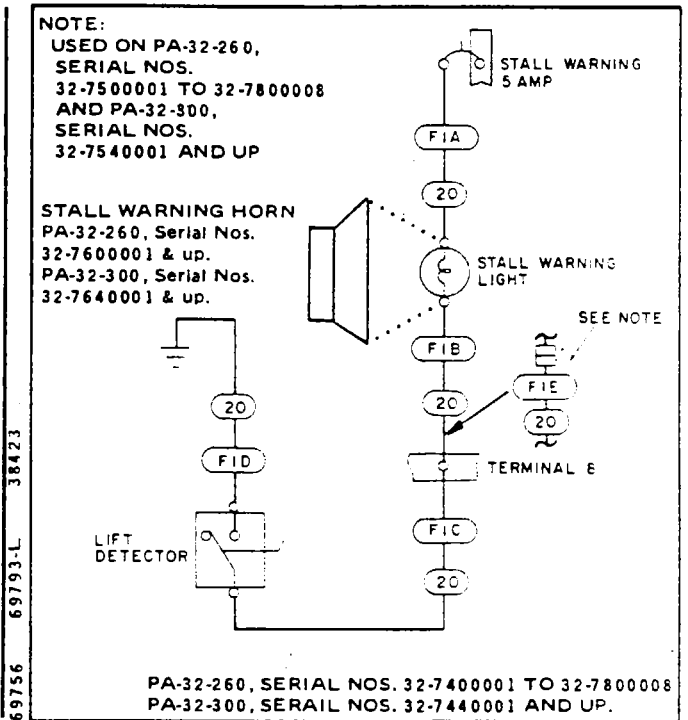 NOTE:
USED ON PA-32-260,
SERIAL NOS.
32-7500001 TO 32-7800008
AND PA-32-300,
SERIAL NOS.
32-7540001 AND UP
STALL WARNING
5 AMP
F1A
20
STALL WARNING HORN
PA-32-260, Serial Nos.
32-7600001 & up.
PA-32-300, Serial Nos.
32-7640001 & up.
STALL WARNING
LIGHT
SEE NOTE
F1B
F1E
20
20
20
F1D
TERMINAL 8
F1C
20
LIFT
DETECTOR
PA-32-260, SERIAL NOS. 32-7400001 TO 32-7800008
PA-32-300, SERAIL NOS. 32-7440001 AND UP.
69756 69793-L 38423